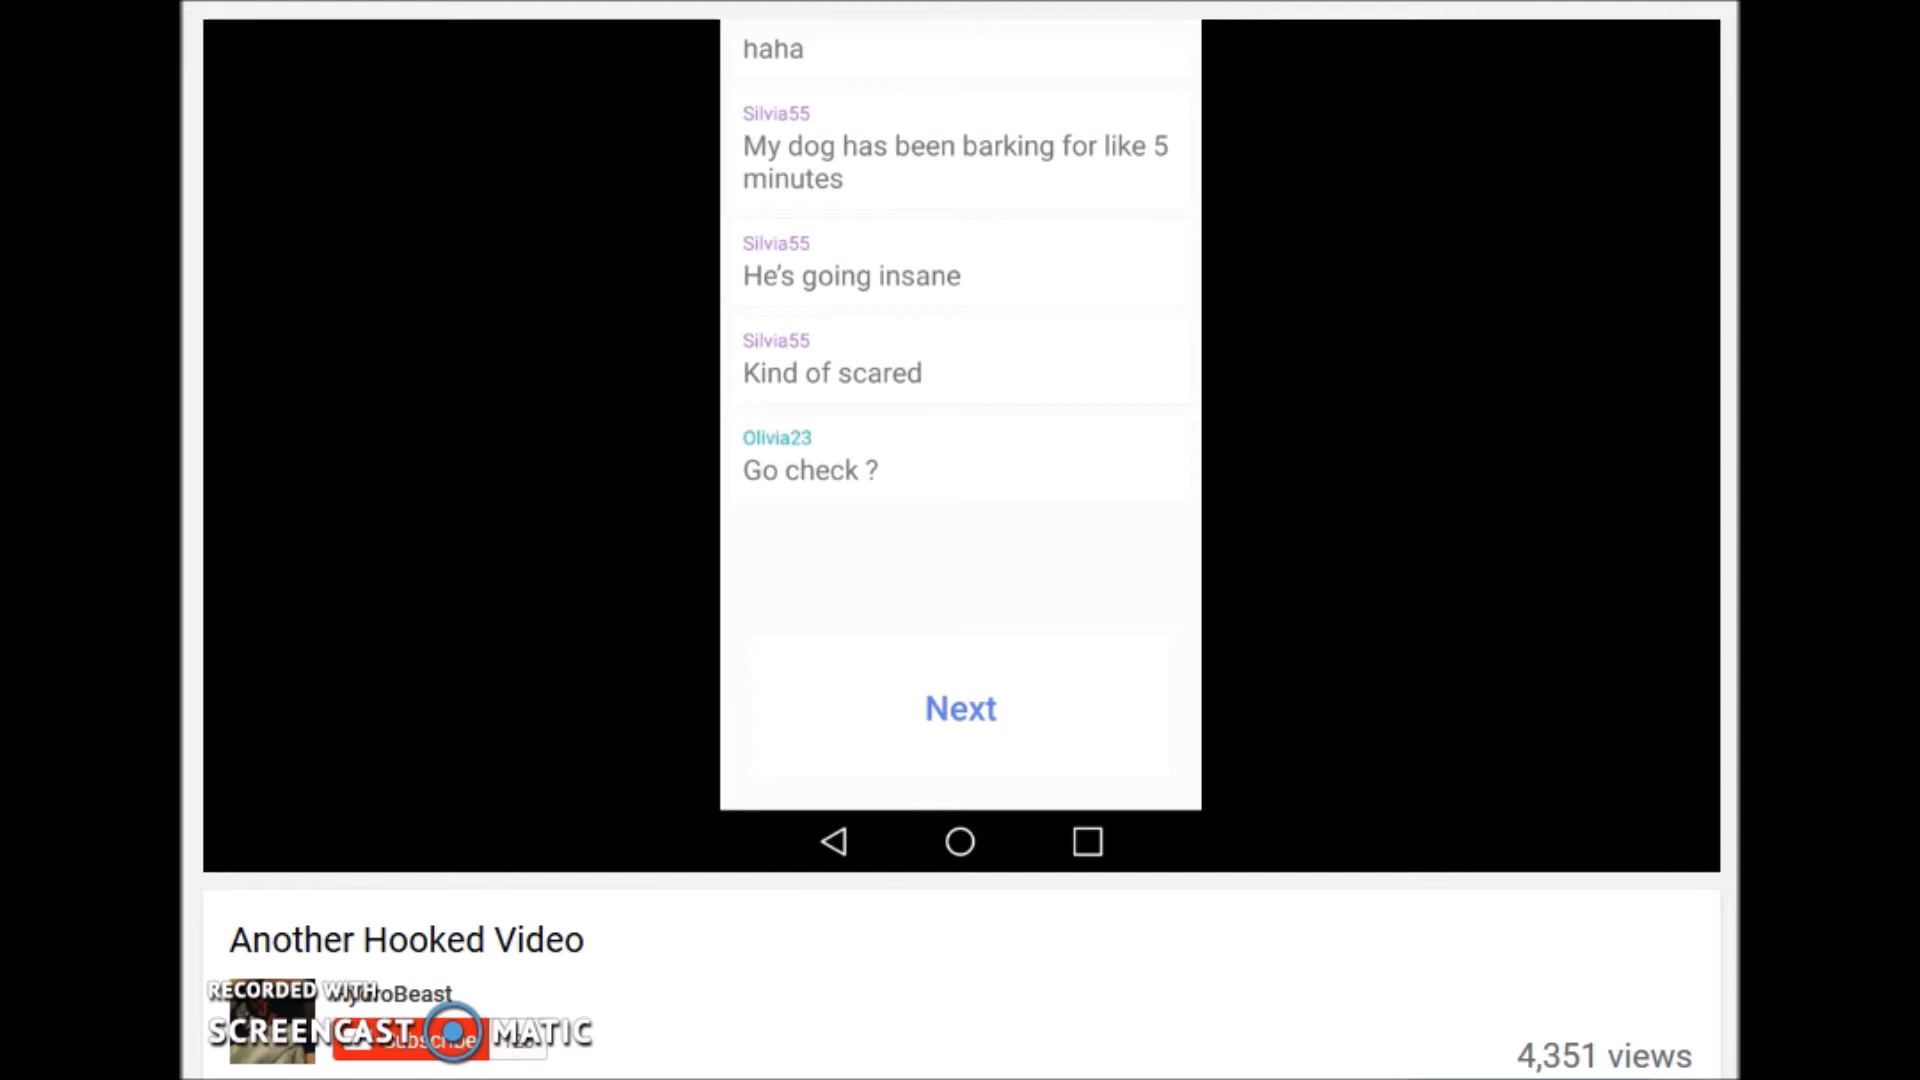 haha
Silvia55
My dog has been barking for like 5
minutes
Silvia55
He's going insane
Silvia55
Kind of scared
Olivia23
Go check ?
Next
Another Hooked Video
RECORDED WITH
SCREENCAST MATIC
Subscribe
4,351 views